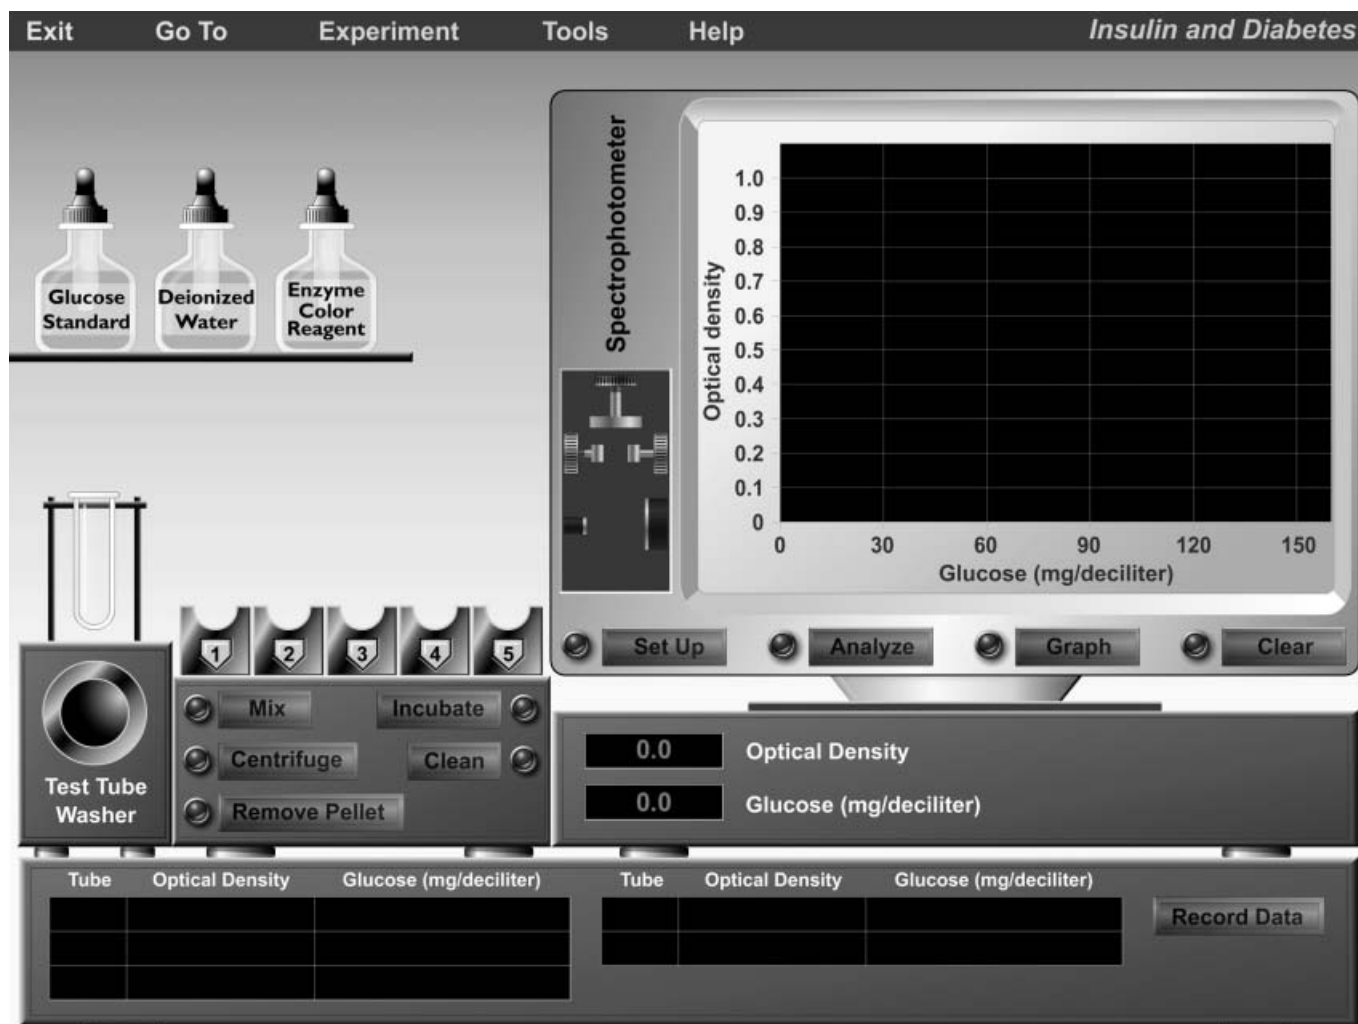 Exit Go To Experiment Tools Help Insulin and Diabetes
Glucose
Standard
Deionized
Water
Enzyme
Color
Reagent
Spectrophotometer
Optical density
1.0
0.9
0.8
0.7
0.6
0.5
0.4
0.3
0.2
0.1
0
0 30 60 90 120 150
Glucose (mg/deciliter)
Set Up Analyze Graph Clear
1 2 3 4 5
Mix Incubate
Centrifuge Clean
Remove Pellet
Test Tube
Washer
0.0 Optical Density
0.0 Glucose (mg/deciliter)
Tube Optical Density Glucose (mg/deciliter) Tube Optical Density Glucose (mg/deciliter)
Record Data